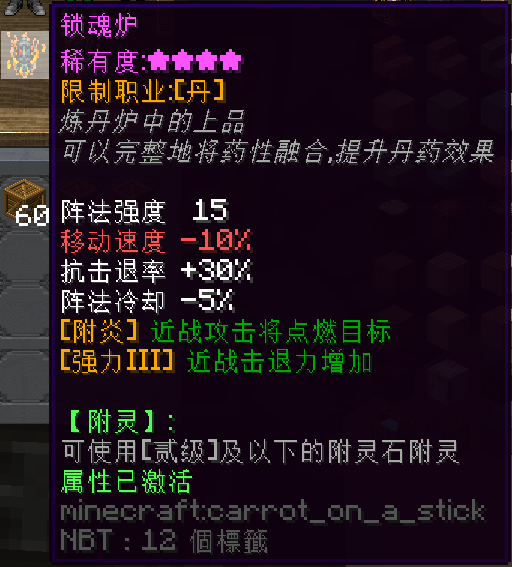 锁魂炉
稀有度:★★★★
限制职业:[丹]
炼丹炉中的上品
可以完整地将药性融合,提升丹药效果
阵法强度 15
移动速度 -10%
抗击退率 +30%
阵法冷却 -5%
[附炎] 近战攻击将点燃目标
[强力III] 近战击退力增加
【附灵】:
可使用[贰级]及以下的附灵石附灵
属性已激活
minecraft:carrot_on_a_stick
NBT : 12 個標籤
60